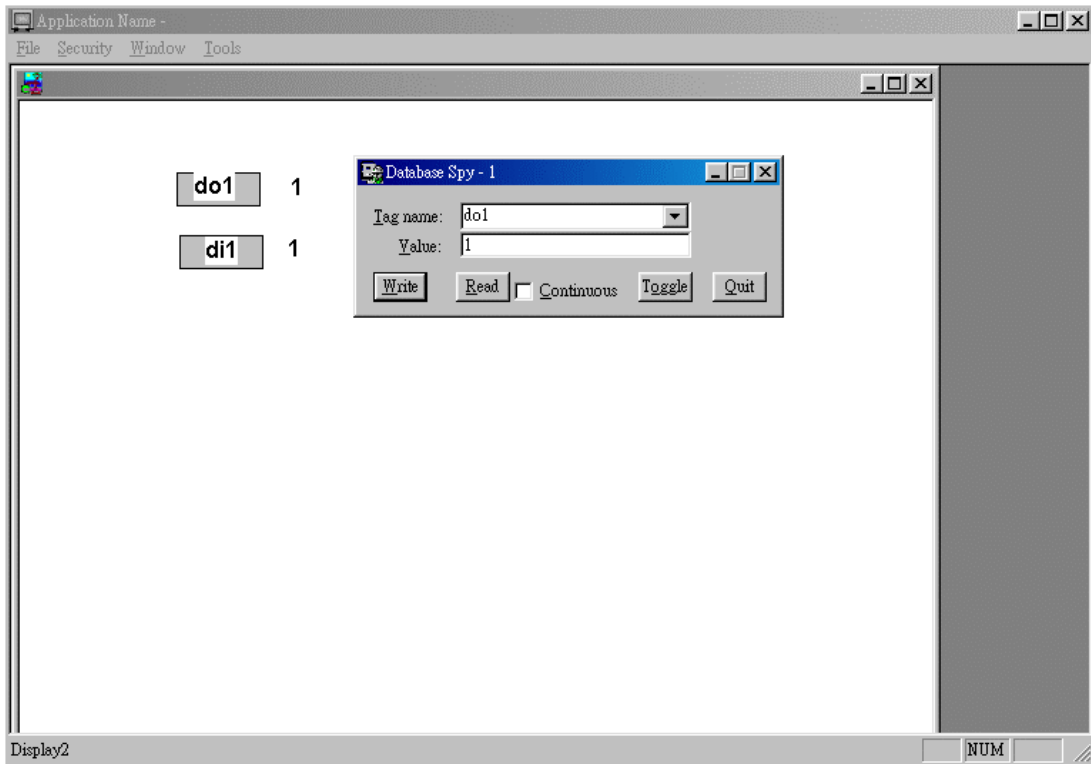 Application Name -
File Security Window Tools
do1 1
di1 1
Database Spy - 1
Tag name: do1
Value: 1
Write Read Continuous Toggle Quit
Display2 NUM